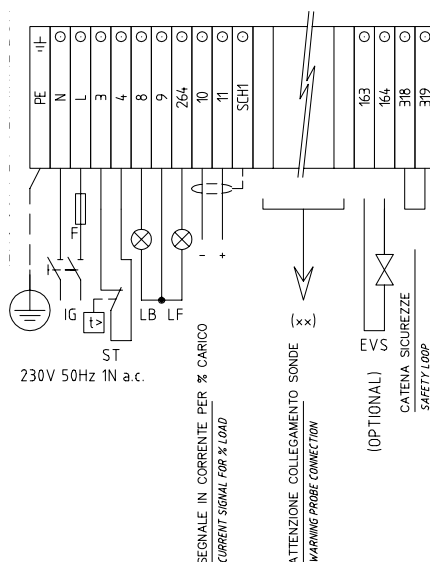 PE
N
L
3
4
8
9
264
10
11
SCH1
163
164
318
319
F
- +
IG
LB LF
t>
ST
230V 50Hz 1N a.c.
(xx)
EVS
(OPTIONAL)
SEGNALE IN CORRENTE PER % CARICO
CURRENT SIGNAL FOR % LOAD
ATTENZIONE COLLEGAMENTO SONDE
WARNING PROBE CONNECTION
CATENA SICUREZZE
SAFETY LOOP